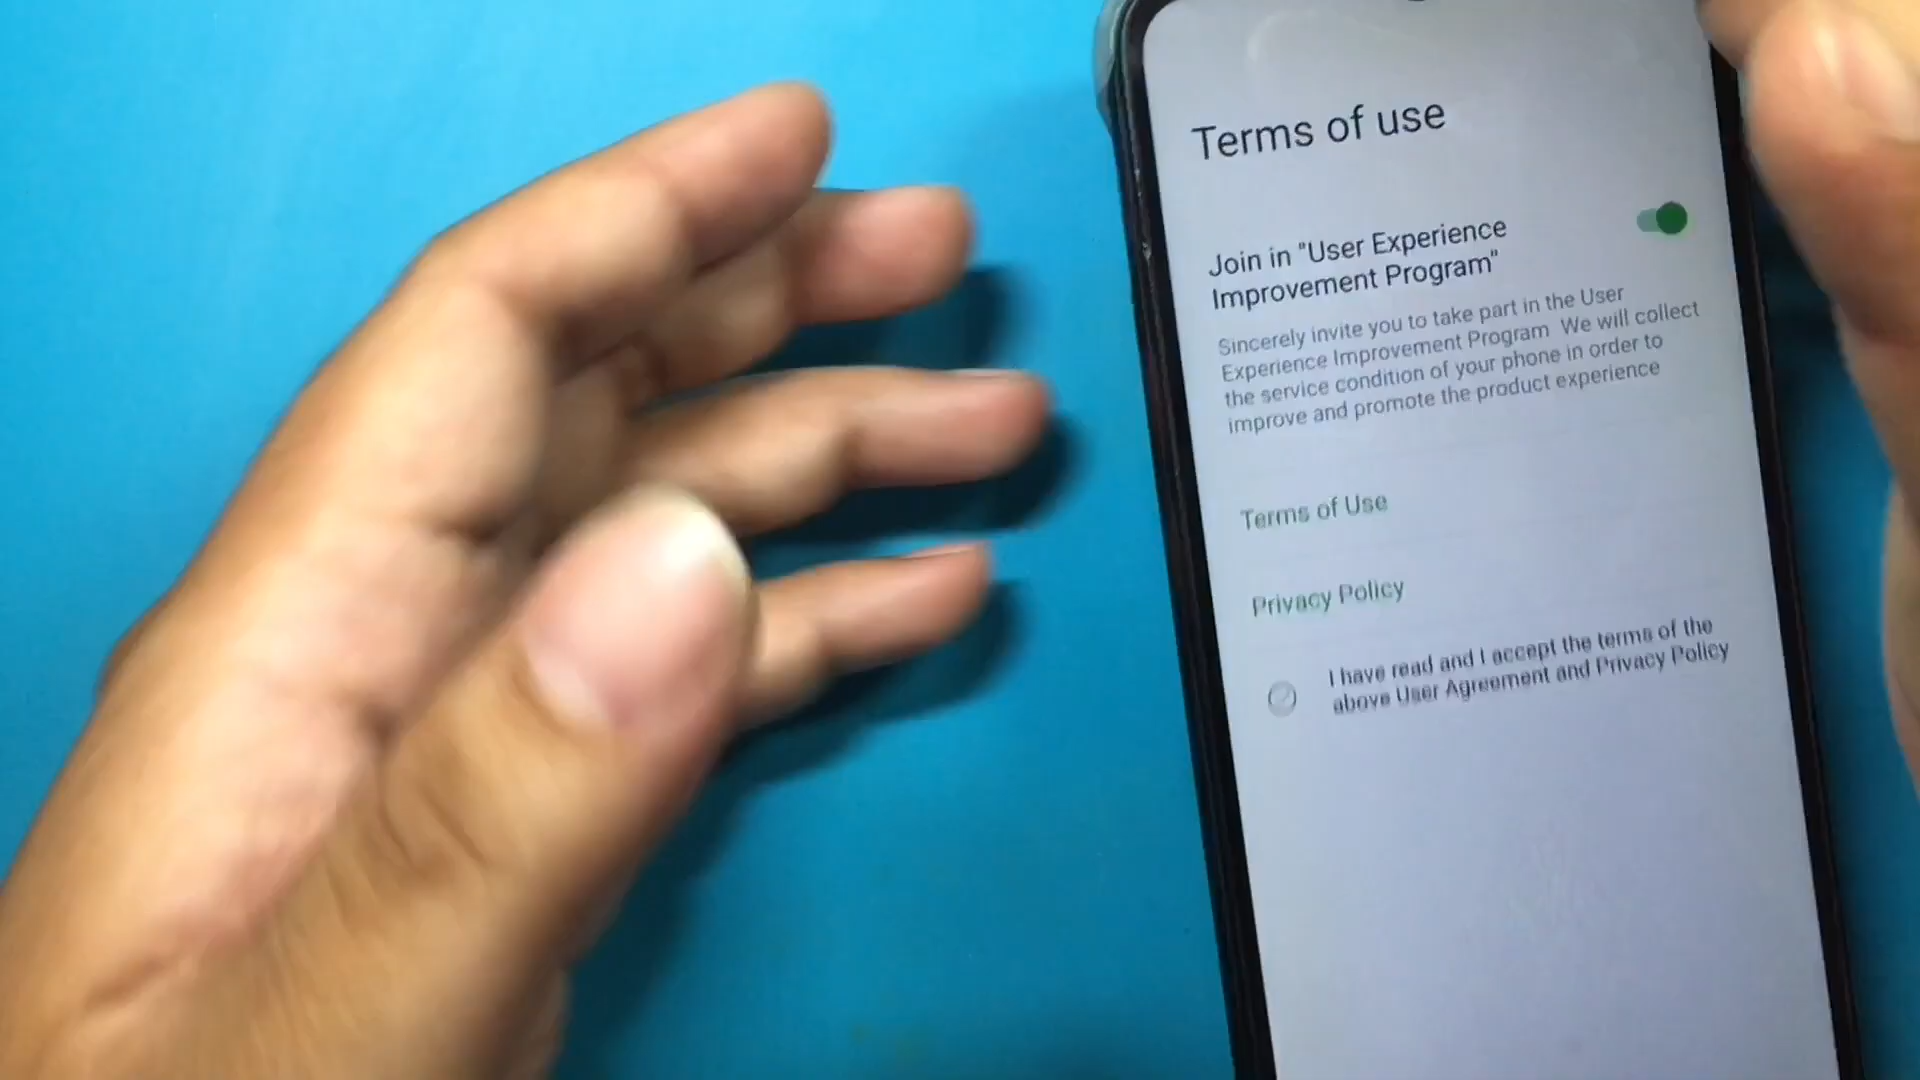 Terms of use
Join in "User Experience
Improvement Program"
Sincerely invite you to take part in the User
Experience Improvement Program We will collect
the service condition of your phone in order to
improve and promote the product experience
Terms of Use
Privacy Policy
I have read and I accept the terms of the
above User Agreement and Privacy Policy